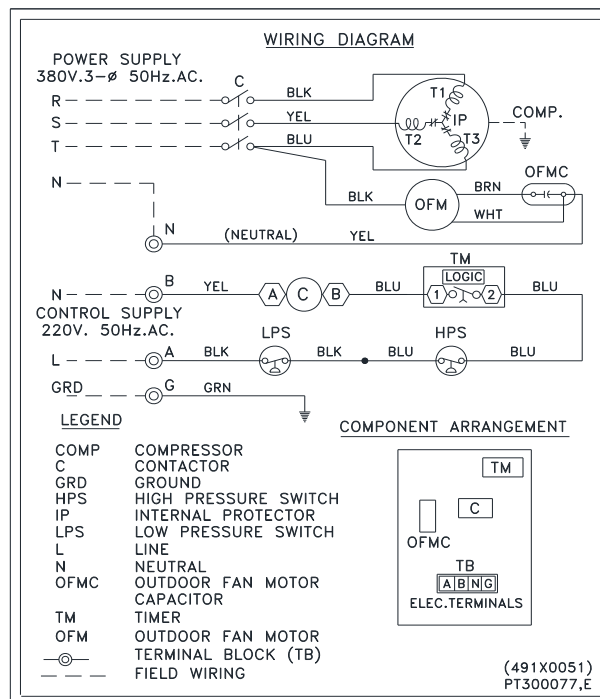 WIRING DIAGRAM
POWER SUPPLY
380V.3-ø 50Hz.AC.
C
R
BLK
T1
S
YEL
IP
COMP.
T2
T3
T
BLU
N
BLK
OFM
BRN
OFMC
WHT
N
(NEUTRAL)
YEL
TM
LOGIC
N
B
YEL
A
C
B
BLU
1
2
BLU
CONTROL SUPPLY
220V. 50Hz.AC.
LPS
HPS
L
A
BLK
BLK
BLU
BLU
GRD
G
GRN
LEGEND
COMP COMPRESSOR
C CONTACTOR
GRD GROUND
HPS HIGH PRESSURE SWITCH
IP INTERNAL PROTECTOR
LPS LOW PRESSURE SWITCH
L LINE
N NEUTRAL
OFMC OUTDOOR FAN MOTOR
CAPACITOR
TM TIMER
OFM OUTDOOR FAN MOTOR
TERMINAL BLOCK (TB)
FIELD WIRING
COMPONENT ARRANGEMENT
TM
C
OFMC
TB
A B N G
ELEC.TERMINALS
(491X0051)
PT300077,E